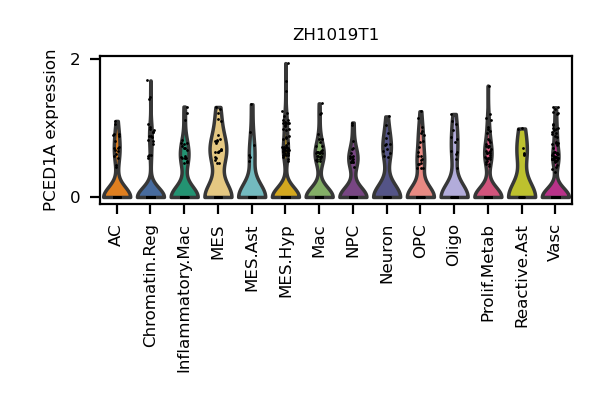 ZH1019T1
PCED1A expression
2
0
AC
Chromatin.Reg
Inflammatory.Mac
MES
MES.Ast
MES.Hyp
Mac
NPC
Neuron
OPC
Oligo
Prolif.Metab
Reactive.Ast
Vasc